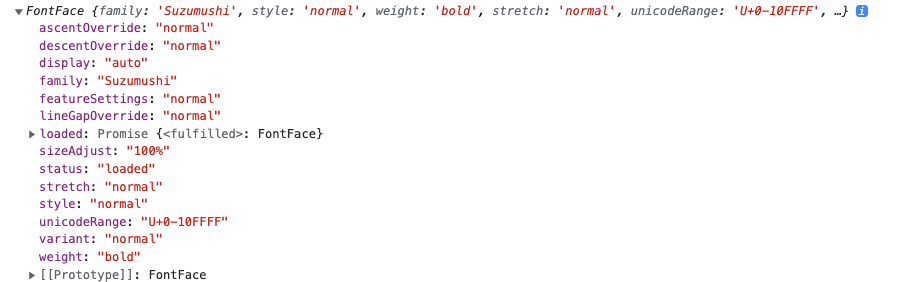 FontFace {family: 'Suzumushi', style: 'normal', weight: 'bold', stretch: 'normal', unicodeRange: 'U+0-10FFFF', …} i
ascentOverride: "normal"
descentOverride: "normal"
display: "auto"
family: "Suzumushi"
featureSettings: "normal"
lineGapOverride: "normal"
loaded: Promise {<fulfilled>: FontFace}
sizeAdjust: "100%"
status: "loaded"
stretch: "normal"
style: "normal"
unicodeRange: "U+0-10FFFF"
variant: "normal"
weight: "bold"
[[Prototype]]: FontFace